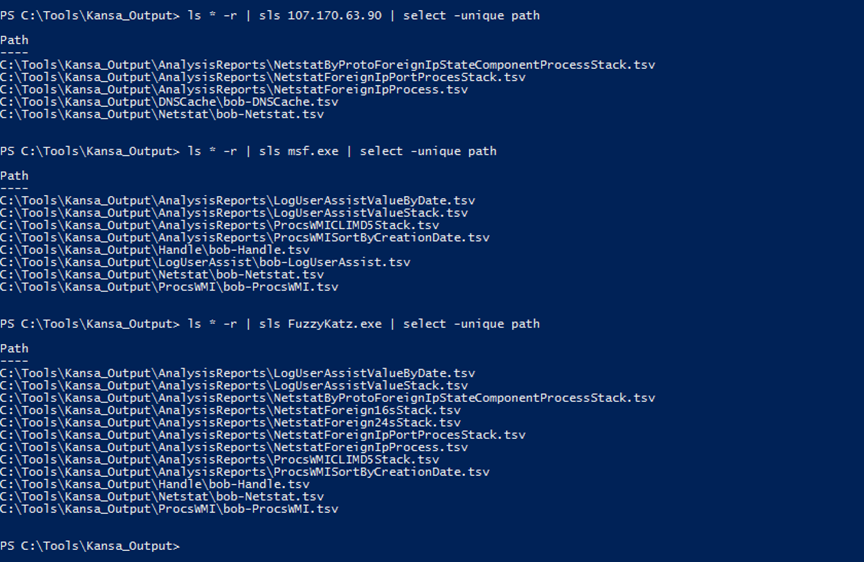 PS C:\Tools\Kansa_Output> ls * -r | sls 107.170.63.90 | select -unique path
Path
----
C:\Tools\Kansa_Output\AnalysisReports\NetstatByProtoForeignIpStateComponentProcessStack.tsv
C:\Tools\Kansa_Output\AnalysisReports\NetstatForeignIpPortProcesStack.tsv
C:\Tools\Kansa_Output\AnalysisReports\NetstatForeignIpProcess.tsv
C:\Tools\Kansa_Output\DNSCache\bob-DNSCache.tsv
C:\Tools\Kansa_Output\Netstat\bob-Netstat.tsv
PS C:\Tools\Kansa_Output> ls * -r | sls msf.exe | select -unique path
Path
----
C:\Tools\Kansa_Output\AnalysisReports\LogUserAssistValueByDate.tsv
C:\Tools\Kansa_Output\AnalysisReports\LogUserAssistValueStack.tsv
C:\Tools\Kansa_Output\AnalysisReports\ProcsWMICLIMD5Stack.tsv
C:\Tools\Kansa_Output\AnalysisReports\ProcsWMISortByCreationDate.tsv
C:\Tools\Kansa_Output\Handle\bob-Handle.tsv
C:\Tools\Kansa_Output\LogUserAssist\bob-LogUserAssist.tsv
C:\Tools\Kansa_Output\Netstat\bob-Netstat.tsv
C:\Tools\Kansa_Output\ProcsWMI\bob-ProcsWMI.tsv
PS C:\Tools\Kansa_Output> ls * -r | sls FuzzyKatz.exe | select -unique path
Path
----
C:\Tools\Kansa_Output\AnalysisReports\LogUserAssistValueByDate.tsv
C:\Tools\Kansa_Output\AnalysisReports\LogUserAssistValueStack.tsv
C:\Tools\Kansa_Output\AnalysisReports\NetstatByProtoForeignIpStateComponentProcessStack.tsv
C:\Tools\Kansa_Output\AnalysisReports\NetstatForeign16sStack.tsv
C:\Tools\Kansa_Output\AnalysisReports\NetstatForeign24sStack.tsv
C:\Tools\Kansa_Output\AnalysisReports\NetstatForeignIpPortProcesStack.tsv
C:\Tools\Kansa_Output\AnalysisReports\NetstatForeignIpProcess.tsv
C:\Tools\Kansa_Output\AnalysisReports\ProcsWMICLIMD5Stack.tsv
C:\Tools\Kansa_Output\AnalysisReports\ProcsWMISortByCreationDate.tsv
C:\Tools\Kansa_Output\Handle\bob-Handle.tsv
C:\Tools\Kansa_Output\Netstat\bob-Netstat.tsv
C:\Tools\Kansa_Output\ProcsWMI\bob-ProcsWMI.tsv
PS C:\Tools\Kansa_Output>